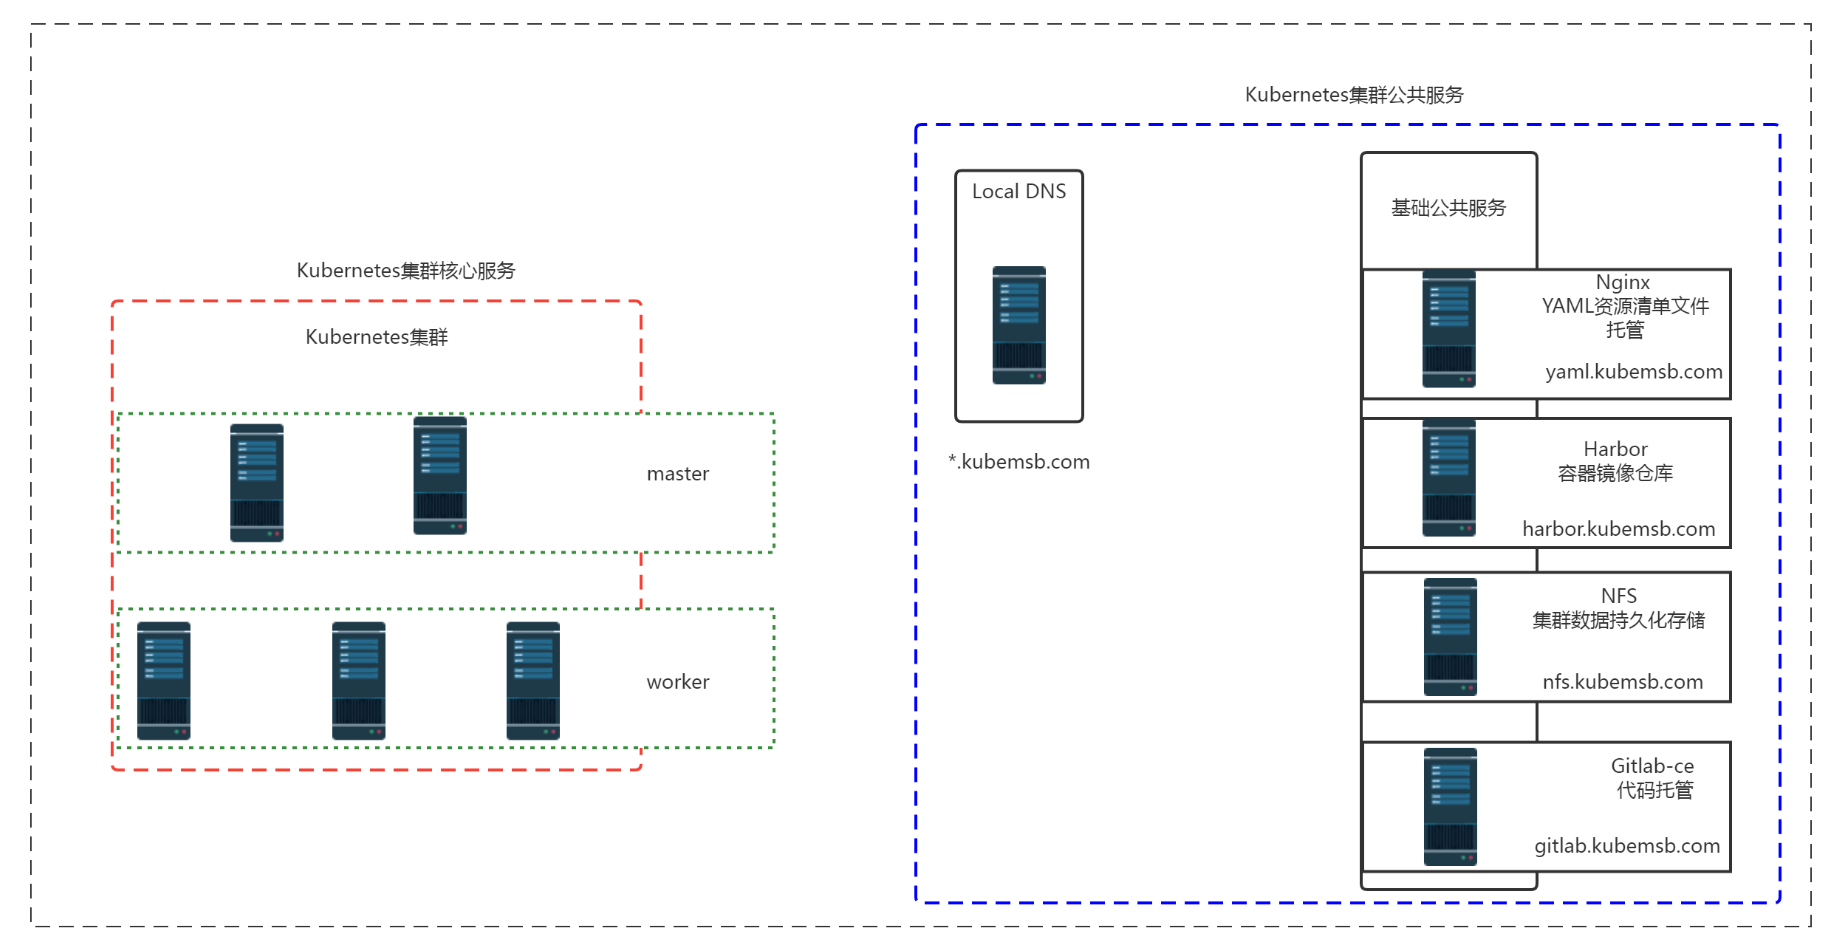 Kubernetes集群公共服务
Local DNS
*.kubemsb.com
基础公共服务
Nginx
YAML资源清单文件
托管
yaml.kubemsb.com
Harbor
容器镜像仓库
harbor.kubemsb.com
NFS
集群数据持久化存储
nfs.kubemsb.com
Gitlab-ce
代码托管
gitlab.kubemsb.com
Kubernetes集群核心服务
Kubernetes集群
master
worker